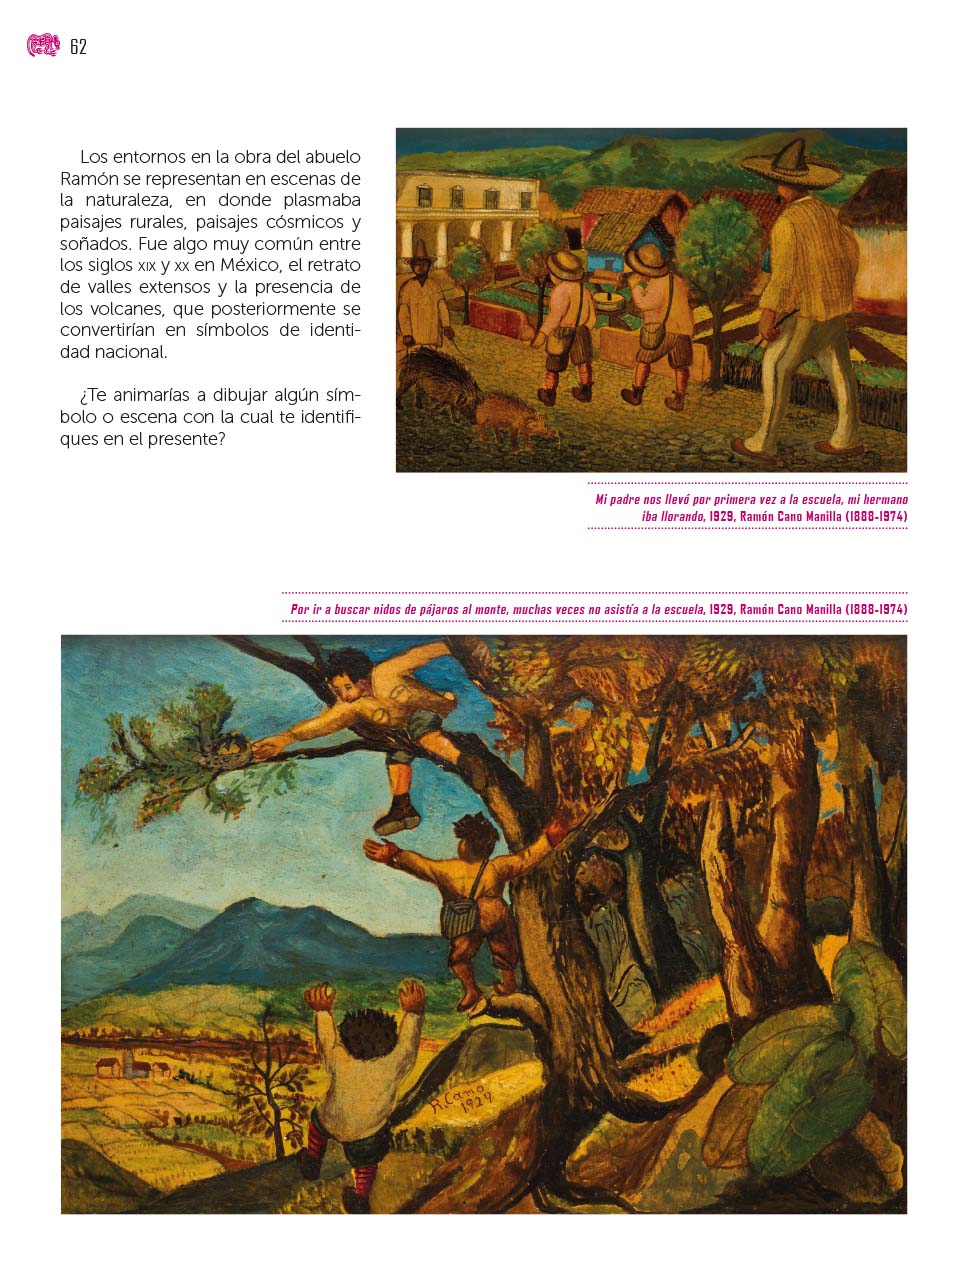 62
Los entornos en la obra del abuelo
Ramón se representan en escenas de
la naturaleza, en donde plasmaba
paisajes rurales, paisajes cósmicos y
soñados. Fue algo muy común entre
los siglos XIX y XX en México, el retrato
de valles extensos y la presencia de
los volcanes, que posteriormente se
convertirían en símbolos de identi-
dad nacional.
¿Te animarías a dibujar algún sím-
bolo o escena con la cual te identifi-
ques en el presente?
R. Cano
1929
Mi padre nos llevó por primera vez a la escuela, mi hermano
iba llorando, 1929, Ramón Cano Manilla (1888-1974)
Por ir a buscar nidos de pájaros al monte, muchas veces no asistía a la escuela, 1929, Ramón Cano Manilla (1888-1974)
R. Cano
1929